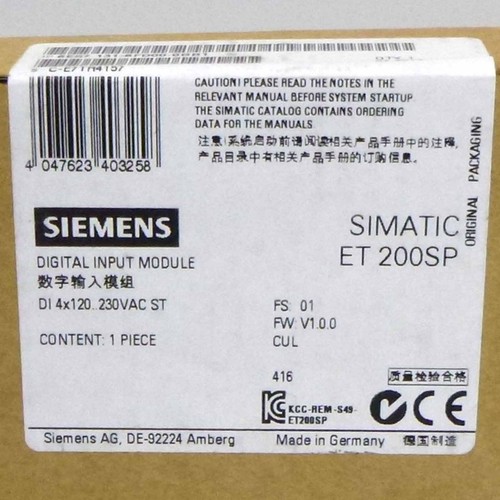 C-E71M4157
4 047623 403258
CAUTION! PLEASE READ THE NOTES IN THE
RELEVANT MANUAL BEFORE SYSTEM STARTUP.
THE SIMATIC CATALOG CONTAINS ORDERING
DATA FOR THE MANUALS.
注意!系统启动前请阅读相关产品手册中的注释,
产品目录中有相关产品手册的订购信息。
ORIGINAL PACKAGING
SIEMENS
SIMATIC
ET 200SP
DIGITAL INPUT MODULE
数字输入模组
DI 4x120..230VAC ST
FS: 01
FW: V1.0.0
CUL
CONTENT: 1 PIECE
416
质量检验合格
KCC-REM-S49-
ET200SP
CE
Siemens AG, DE-92224 Amberg
Made in Germany
德国制造